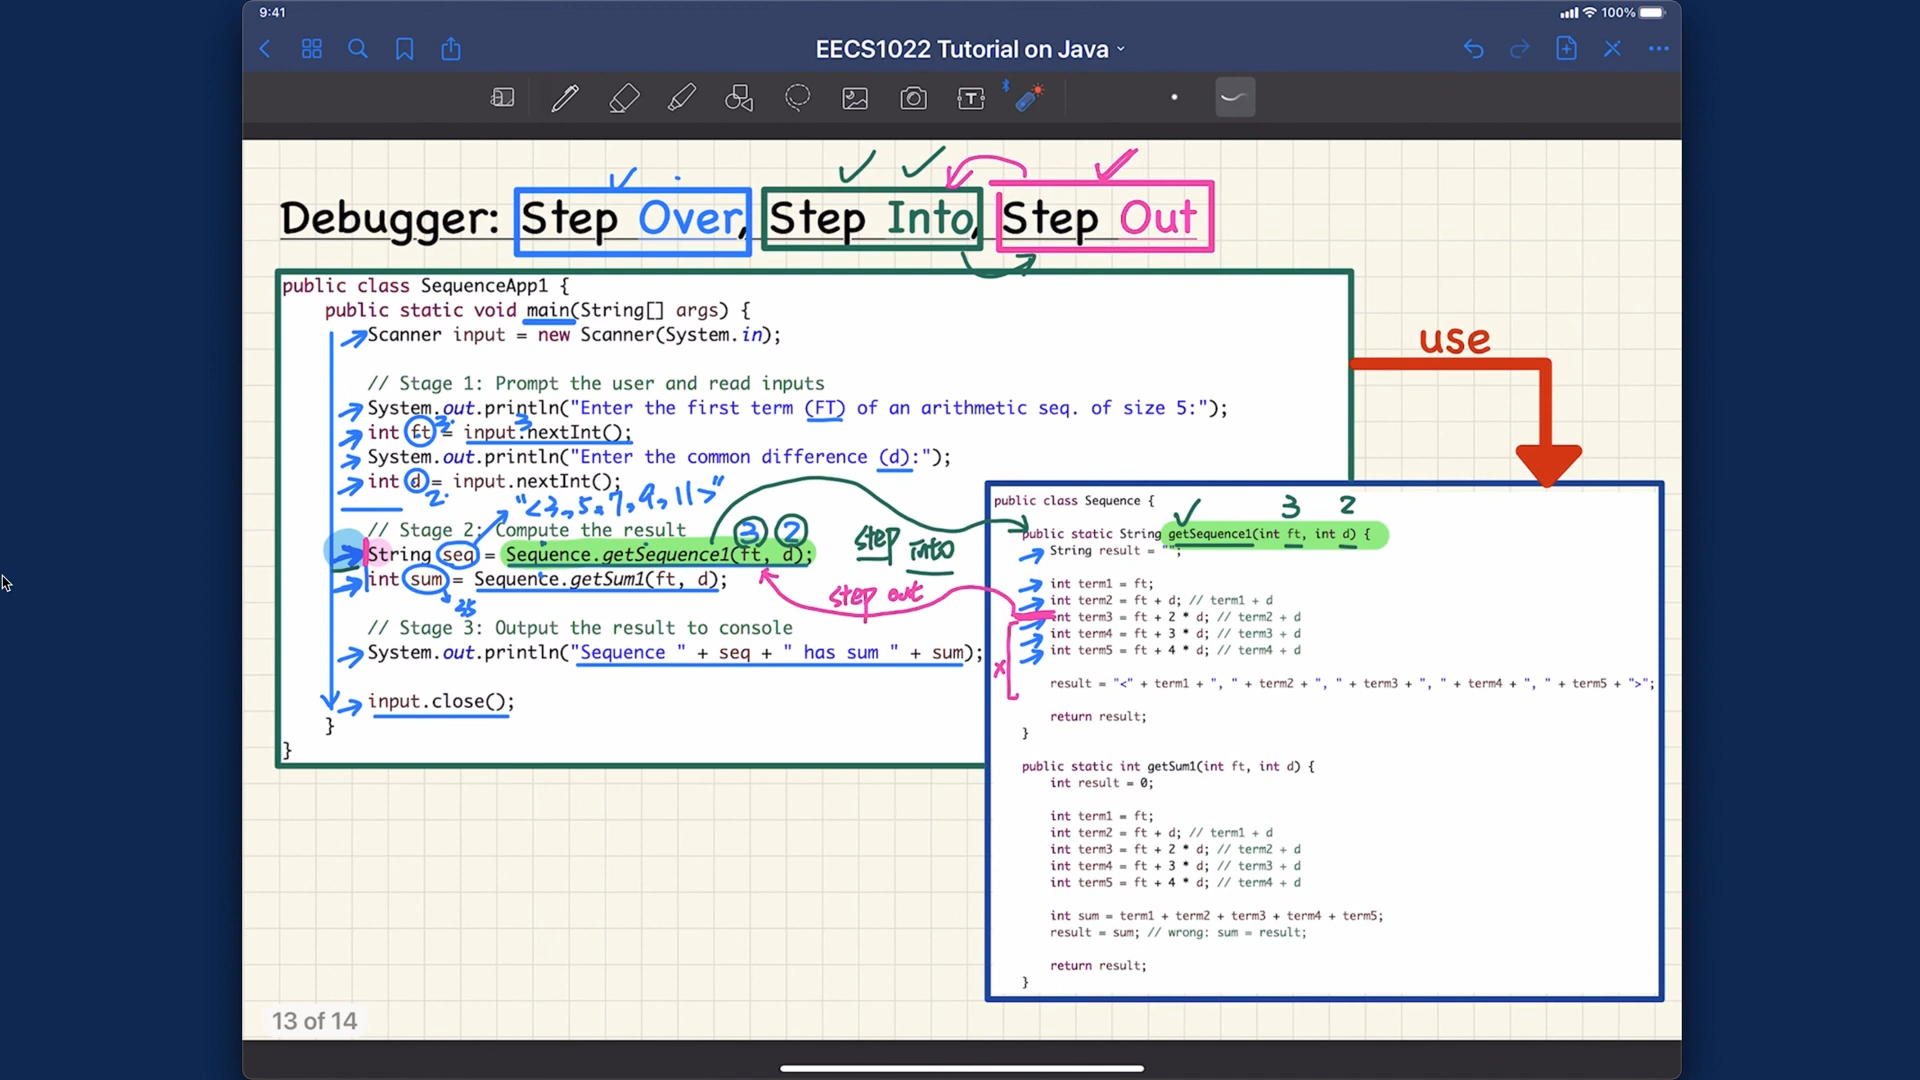 9:41
100%
EECS1022 Tutorial on Java
Debugger: Step Over, Step Into, Step Out
public class SequenceApp1 {
public static void main(String[] args) {
Scanner input = new Scanner(System.in);
// Stage 1: Prompt the user and read inputs
System.out.println("Enter the first term (FT) of an arithmetic seq. of size 5:");
3
3
int ft = input.nextInt();
System.out.println("Enter the common difference (d):");
int d = input.nextInt();
2
"<3,5,7,9,11>"
// Stage 2: Compute the result
3 2
String seq = Sequence.getSequence1(ft, d);
int sum = Sequence.getSum1(ft, d);
35
// Stage 3: Output the result to console
System.out.println("Sequence " + seq + " has sum " + sum);
input.close();
}
}
step into
step out
use
public class Sequence {
3 2
public static String getSequence1(int ft, int d) {
String result = "";
int term1 = ft;
int term2 = ft + d; // term1 + d
int term3 = ft + 2 * d; // term2 + d
int term4 = ft + 3 * d; // term3 + d
int term5 = ft + 4 * d; // term4 + d
x
result = "<" + term1 + ", " + term2 + ", " + term3 + ", " + term4 + ", " + term5 + ">";
return result;
}
public static int getSum1(int ft, int d) {
int result = 0;
int term1 = ft;
int term2 = ft + d; // term1 + d
int term3 = ft + 2 * d; // term2 + d
int term4 = ft + 3 * d; // term3 + d
int term5 = ft + 4 * d; // term4 + d
int sum = term1 + term2 + term3 + term4 + term5;
result = sum; // wrong: sum = result;
return result;
}
13 of 14